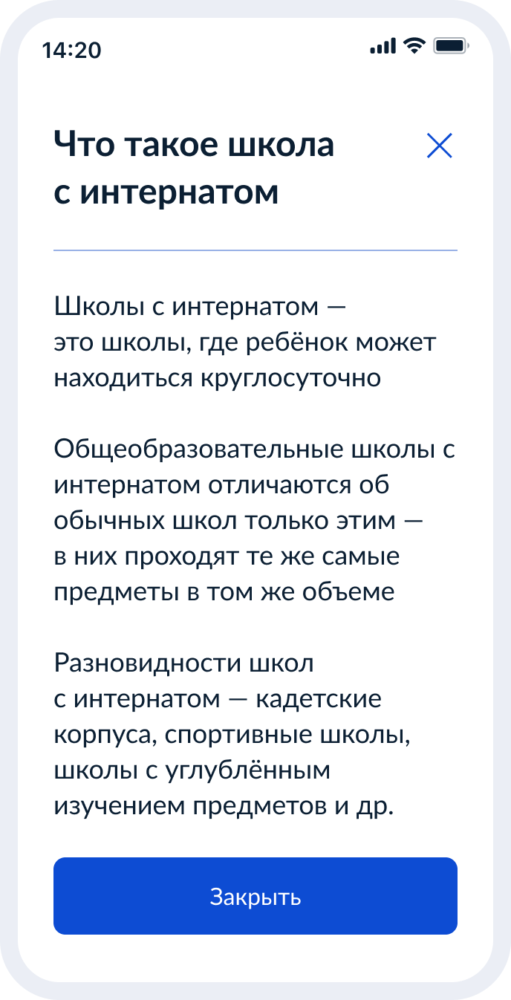 14:20
Что такое школа
с интернатом
Школы с интернатом —
это школы, где ребёнок может
находиться круглосуточно
Общеобразовательные школы с
интернатом отличаются об
обычных школ только этим —
в них проходят те же самые
предметы в том же объеме
Разновидности школ
с интернатом — кадетские
корпуса, спортивные школы,
школы с углублённым
изучением предметов и др.
Закрыть